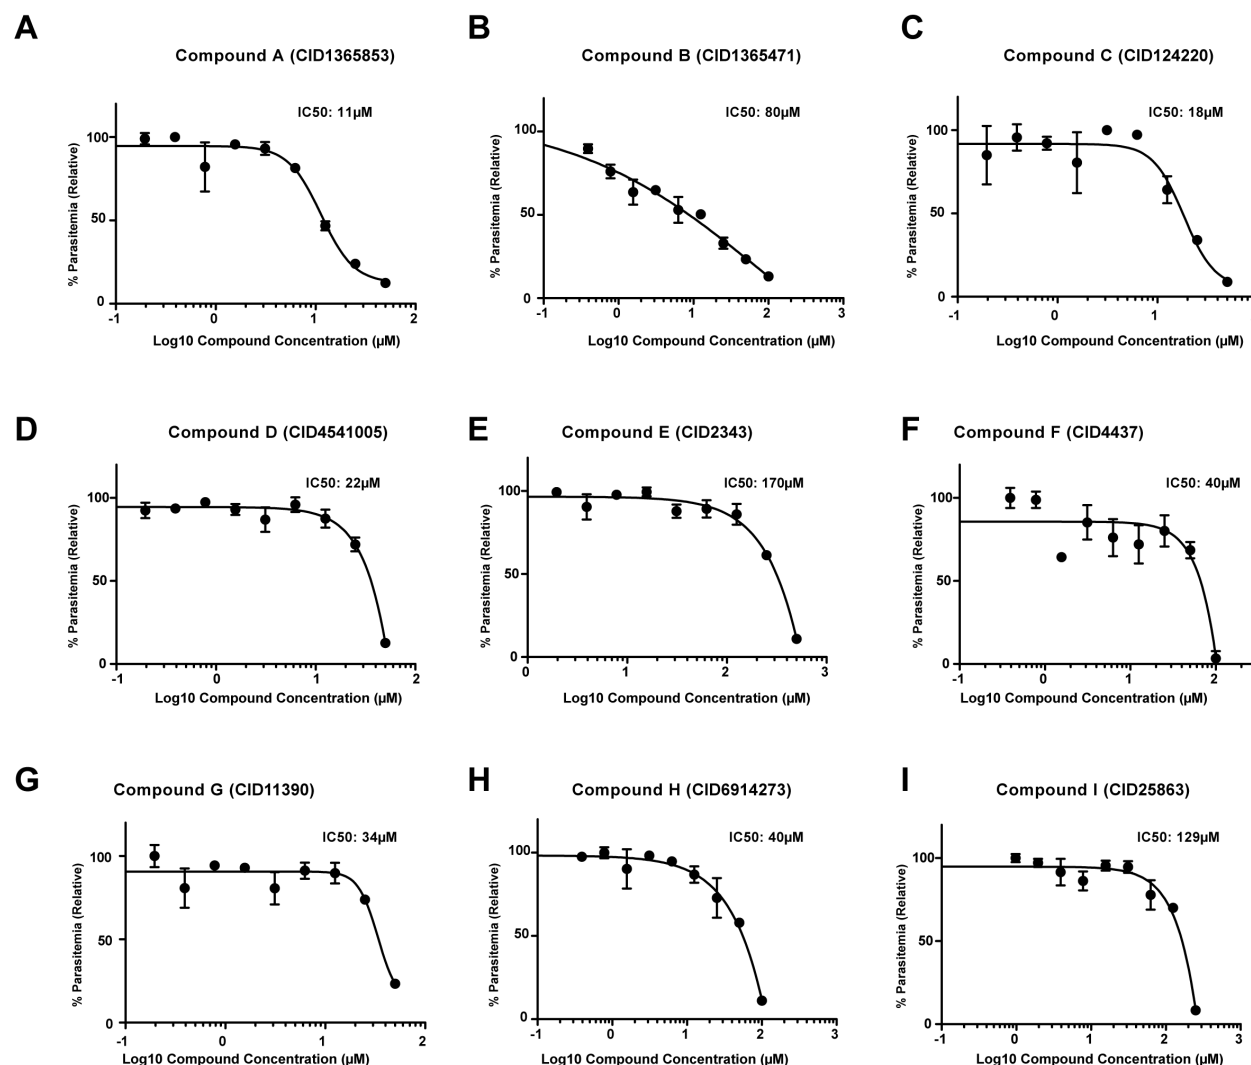 A
Compound A (CID1365853)
IC50: 11µM
% Parasitemia (Relative)
100
50
0
-1 0 1 2
Log10 Compound Concentration (µM)
B
Compound B (CID1365471)
IC50: 80µM
% Parasitemia (Relative)
100
50
0
-1 0 1 2 3
Log10 Compound Concentration (µM)
C
Compound C (CID124220)
IC50: 18µM
% Parasitemia (Relative)
100
50
0
-1 0 1
Log10 Compound Concentration (µM)
D
Compound D (CID4541005)
IC50: 22µM
% Parasitemia (Relative)
100
50
0
-1 0 1 2
Log10 Compound Concentration (µM)
E
Compound E (CID2343)
IC50: 170µM
% Parasitemia (Relative)
100
50
0
0 1 2 3
Log10 Compound Concentration (µM)
F
Compound F (CID4437)
IC50: 40µM
% Parasitemia (Relative)
100
50
0
-1 0 1 2
Log10 Compound Concentration (µM)
G
Compound G (CID11390)
IC50: 34µM
% Parasitemia (Relative)
100
50
0
-1 0 1 2
Log10 Compound Concentration (µM)
H
Compound H (CID6914273)
IC50: 40µM
% Parasitemia (Relative)
100
50
0
-1 0 1 2 3
Log10 Compound Concentration (µM)
I
Compound I (CID25863)
IC50: 129µM
% Parasitemia (Relative)
100
50
0
-1 0 1 2 3
Log10 Compound Concentration (µM)